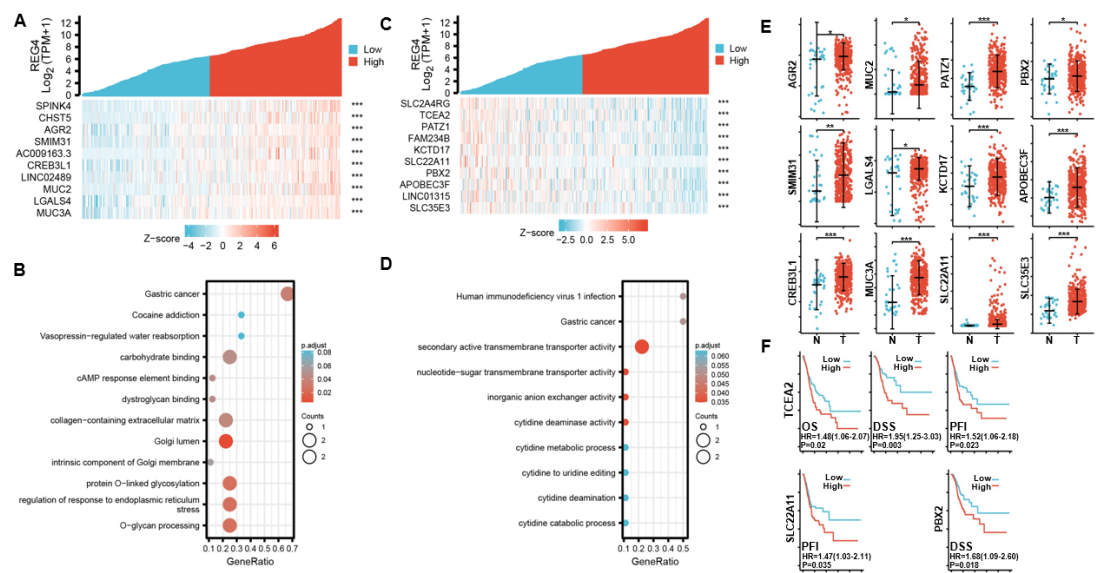 A
REG4
Log2 (TPM+1)
12
10
8
6
4
2
0
Low
High
SPINK4
CHST5
AGR2
SMIM31
AC009163.3
CREB3L1
LINC02489
MUC2
LGALS4
MUC3A
***
***
***
***
***
***
***
***
***
***
Z-score
−4 −2 0 2 4 6
B
Gastric cancer
Cocaine addiction
Vasopressin-regulated water reabsorption
carbohydrate binding
cAMP response element binding
dystroglycan binding
collagen-containing extracellular matrix
Golgi lumen
intrinsic component of Golgi membrane
protein O-linked glycosylation
regulation of response to endoplasmic reticulum
stress
O-glycan processing
0.1 0.2 0.3 0.4 0.5 0.6 0.7
GeneRatio
p.adjust
0.08
0.06
0.04
0.02
Counts
1
2
2
C
REG4
Log2 (TPM+1)
12
10
8
6
4
2
0
Low
High
SLC2A4RG
TCEA2
PATZ1
FAM234B
KCTD17
SLC22A11
PBX2
APOBEC3F
LINC01315
SLC35E3
***
***
***
***
***
***
***
***
***
***
Z-score
−2.5 0.0 2.5 5.0
D
Human immunodeficiency virus 1 infection
Gastric cancer
secondary active transmembrane transporter activity
nucleotide-sugar transmembrane transporter activity
inorganic anion exchanger activity
cytidine deaminase activity
cytidine metabolic process
cytidine to uridine editing
cytidine deamination
cytidine catabolic process
0.1 0.2 0.3 0.4 0.5
GeneRatio
p.adjust
0.060
0.055
0.050
0.045
0.040
0.035
Counts
1
2
2
E
AGR2
*
MUC2
*
PATZ1
***
PBX2
*
SMIM31
**
LGALS4
*
KCTD17
***
APOBEC3F
***
CREB3L1
***
MUC3A
***
SLC22A11
***
SLC35E3
***
N T N T N T N T
F
TCEA2
Low
High
OS
HR=1.48(1.06-2.07)
P=0.02
Low
High
DSS
HR=1.95(1.25-3.03)
P=0.003
Low
High
PFI
HR=1.52(1.06-2.18)
P=0.023
SLC22A11
Low
High
PFI
HR=1.47(1.03-2.11)
P=0.035
PBX2
Low
High
DSS
HR=1.68(1.09-2.60)
P=0.018